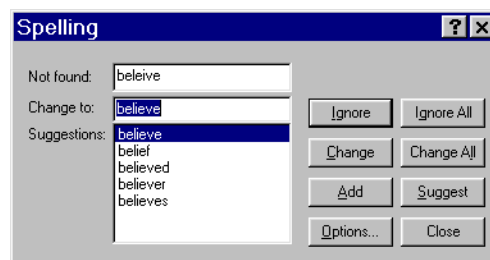 Spelling
Not found: beleive
Change to: believe
Ignore Ignore All
Suggestions: believe
belief
believed
believer
believes
Change Change All
Add Suggest
Options... Close